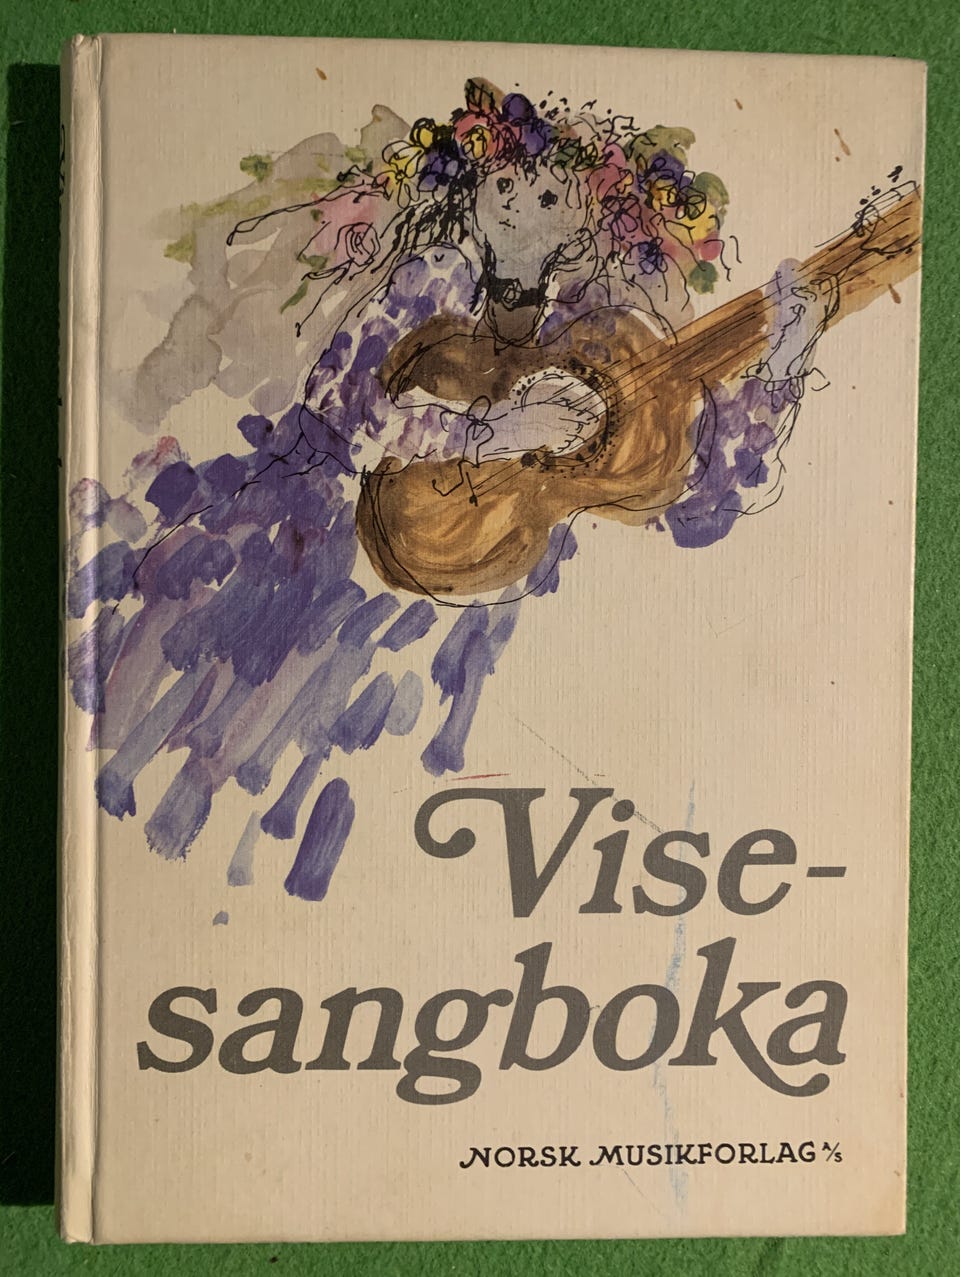 Vise-
sangboka
NORSK MUSIKFORLAG A/S